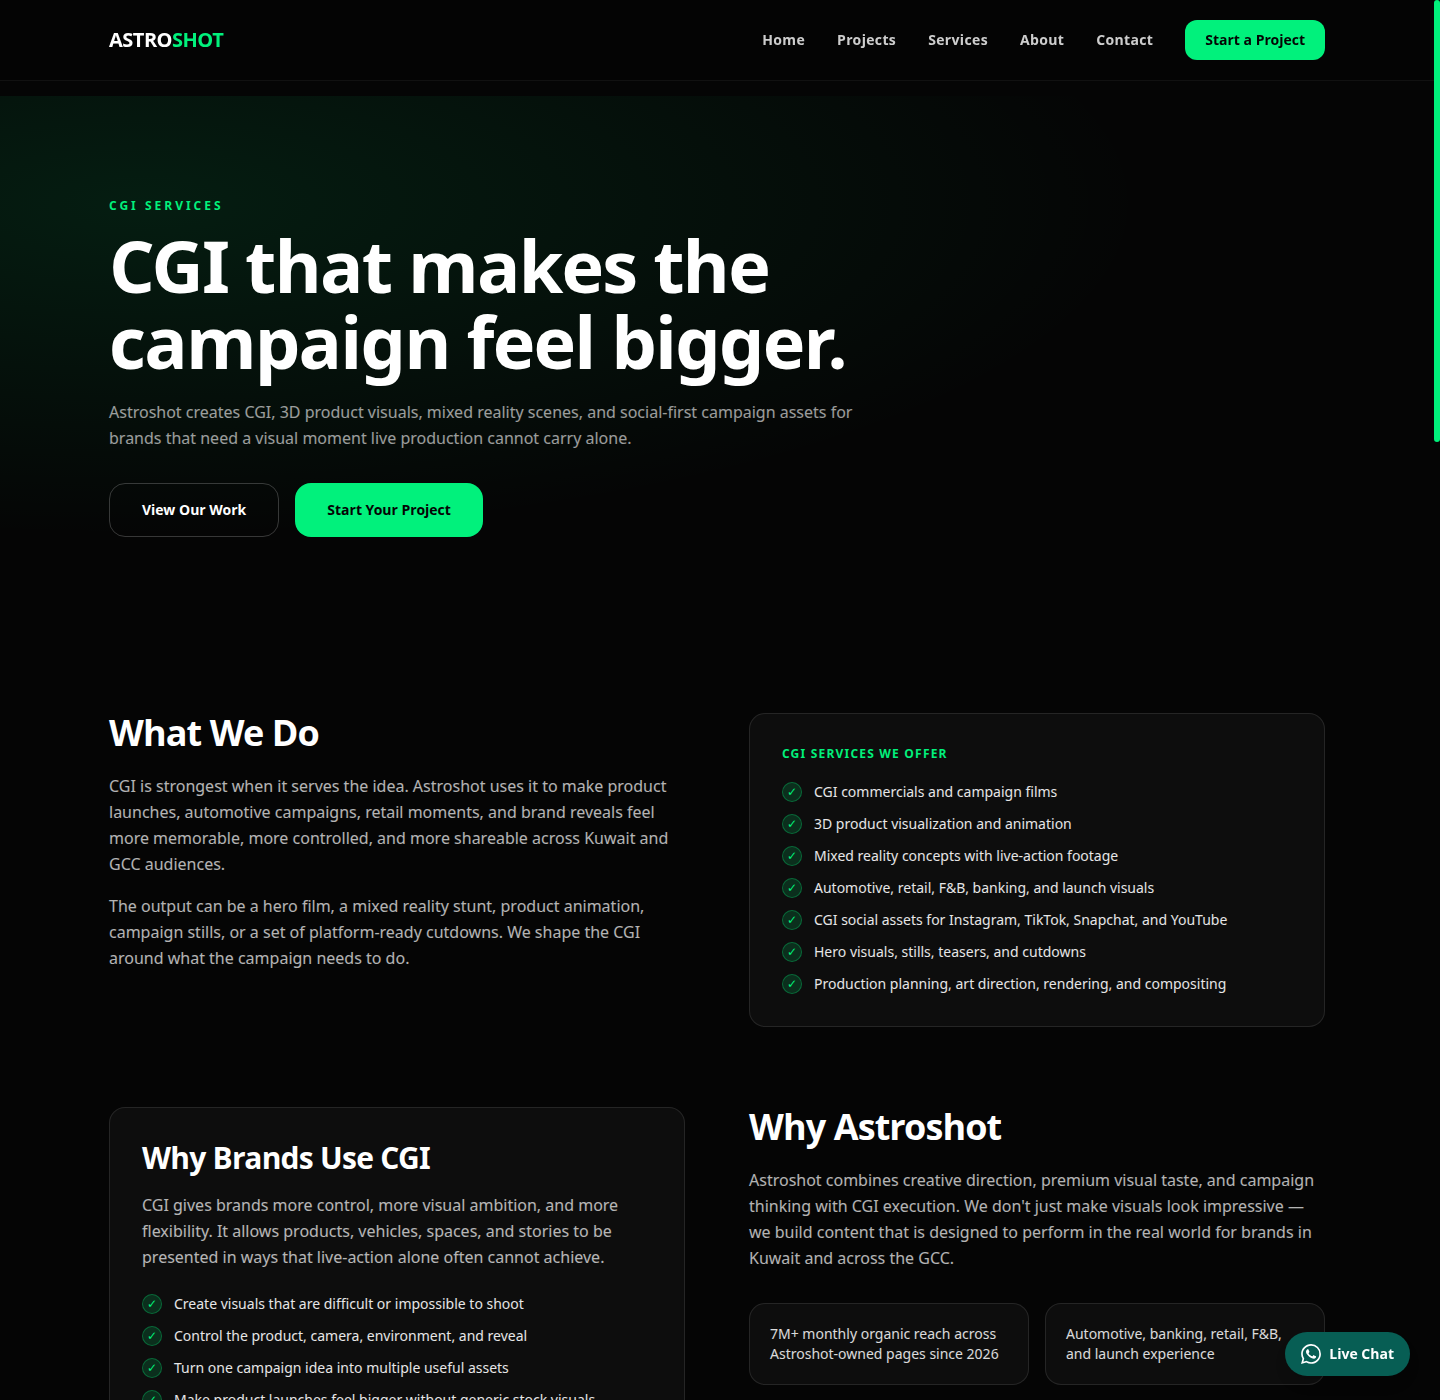 ASTROSHOT
Home
Projects
Services
About
Contact
Start a Project
CGI SERVICES
CGI that makes the
campaign feel bigger.
Astroshot creates CGI, 3D product visuals, mixed reality scenes, and social-first campaign assets for
brands that need a visual moment live production cannot carry alone.
View Our Work
Start Your Project
What We Do
CGI is strongest when it serves the idea. Astroshot uses it to make product
launches, automotive campaigns, retail moments, and brand reveals feel
more memorable, more controlled, and more shareable across Kuwait and
GCC audiences.
The output can be a hero film, a mixed reality stunt, product animation,
campaign stills, or a set of platform-ready cutdowns. We shape the CGI
around what the campaign needs to do.
CGI SERVICES WE OFFER
✓ CGI commercials and campaign films
✓ 3D product visualization and animation
✓ Mixed reality concepts with live-action footage
✓ Automotive, retail, F&B, banking, and launch visuals
✓ CGI social assets for Instagram, TikTok, Snapchat, and YouTube
✓ Hero visuals, stills, teasers, and cutdowns
✓ Production planning, art direction, rendering, and compositing
Why Brands Use CGI
CGI gives brands more control, more visual ambition, and more
flexibility. It allows products, vehicles, spaces, and stories to be
presented in ways that live-action alone often cannot achieve.
✓ Create visuals that are difficult or impossible to shoot
✓ Control the product, camera, environment, and reveal
✓ Turn one campaign idea into multiple useful assets
✓ Make product launches feel bigger without generic stock visuals
Why Astroshot
Astroshot combines creative direction, premium visual taste, and campaign
thinking with CGI execution. We don't just make visuals look impressive —
we build content that is designed to perform in the real world for brands in
Kuwait and across the GCC.
7M+ monthly organic reach across
Astroshot-owned pages since 2026
Automotive, banking, retail, F&B,
and launch experience
Live Chat